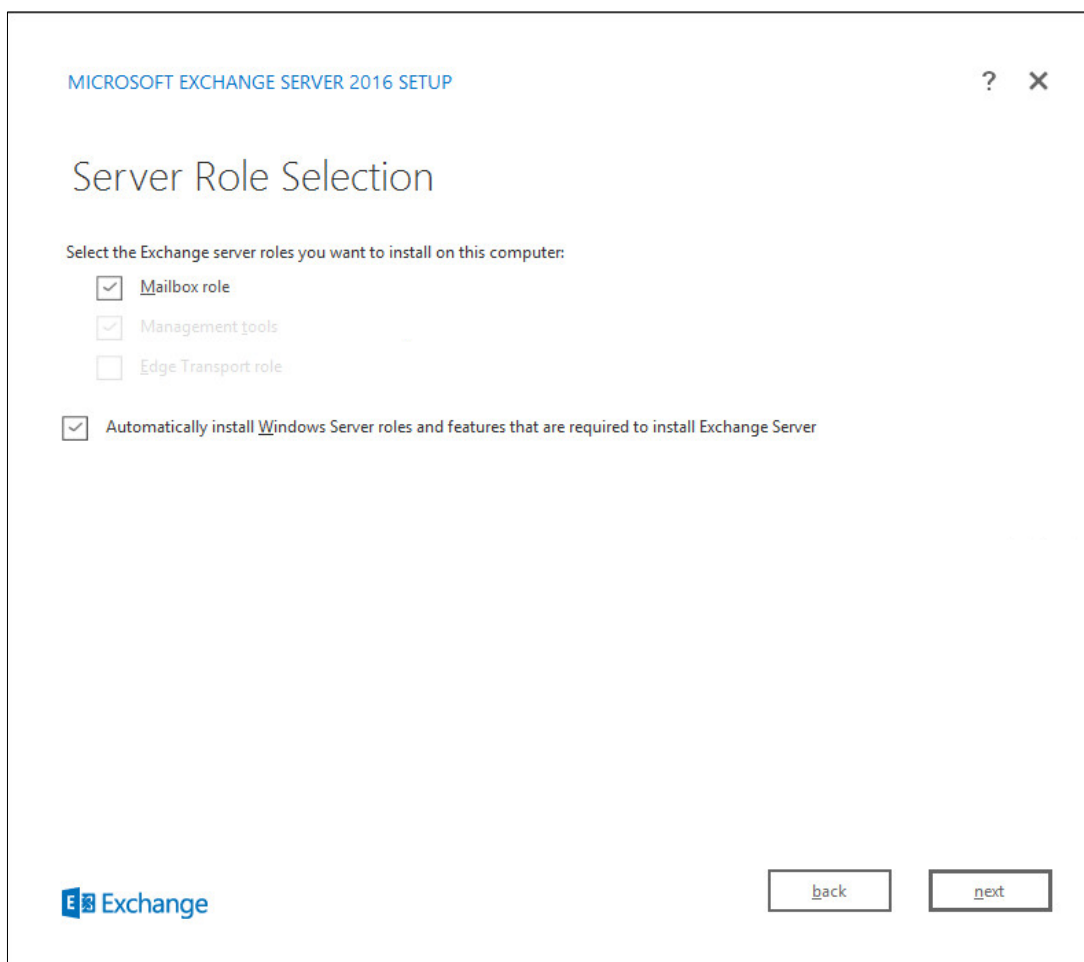 MICROSOFT EXCHANGE SERVER 2016 SETUP
?
Server Role Selection
Select the Exchange server roles you want to install on this computer:
Mailbox role
Management tools
Edge Transport role
Automatically install Windows Server roles and features that are required to install Exchange Server
Exchange
back
next